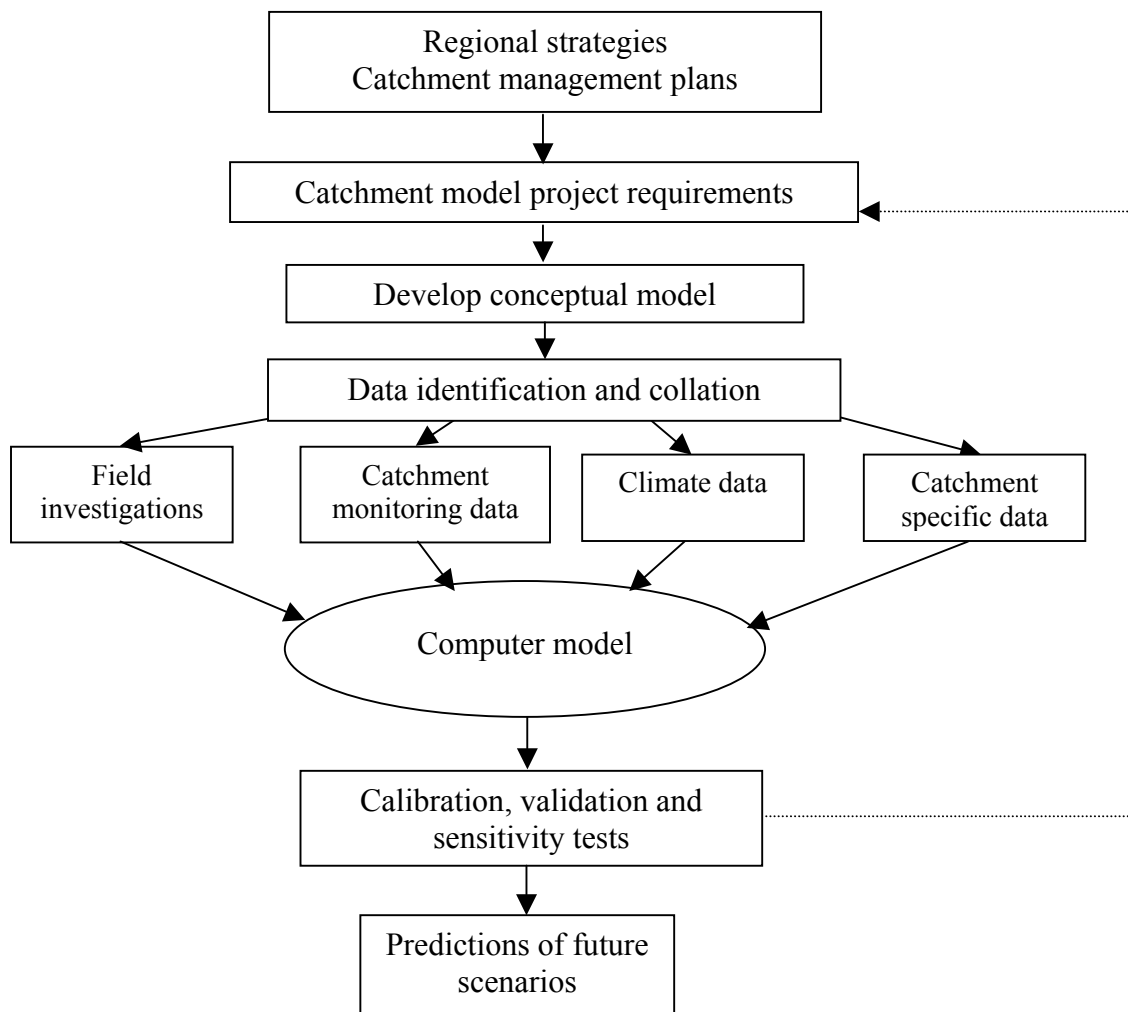 Regional strategies
Catchment management plans
Catchment model project requirements
Develop conceptual model
Data identification and collation
Field
investigations
Catchment
monitoring data
Climate data
Catchment
specific data
Computer model
Calibration, validation and
sensitivity tests
Predictions of future
scenarios